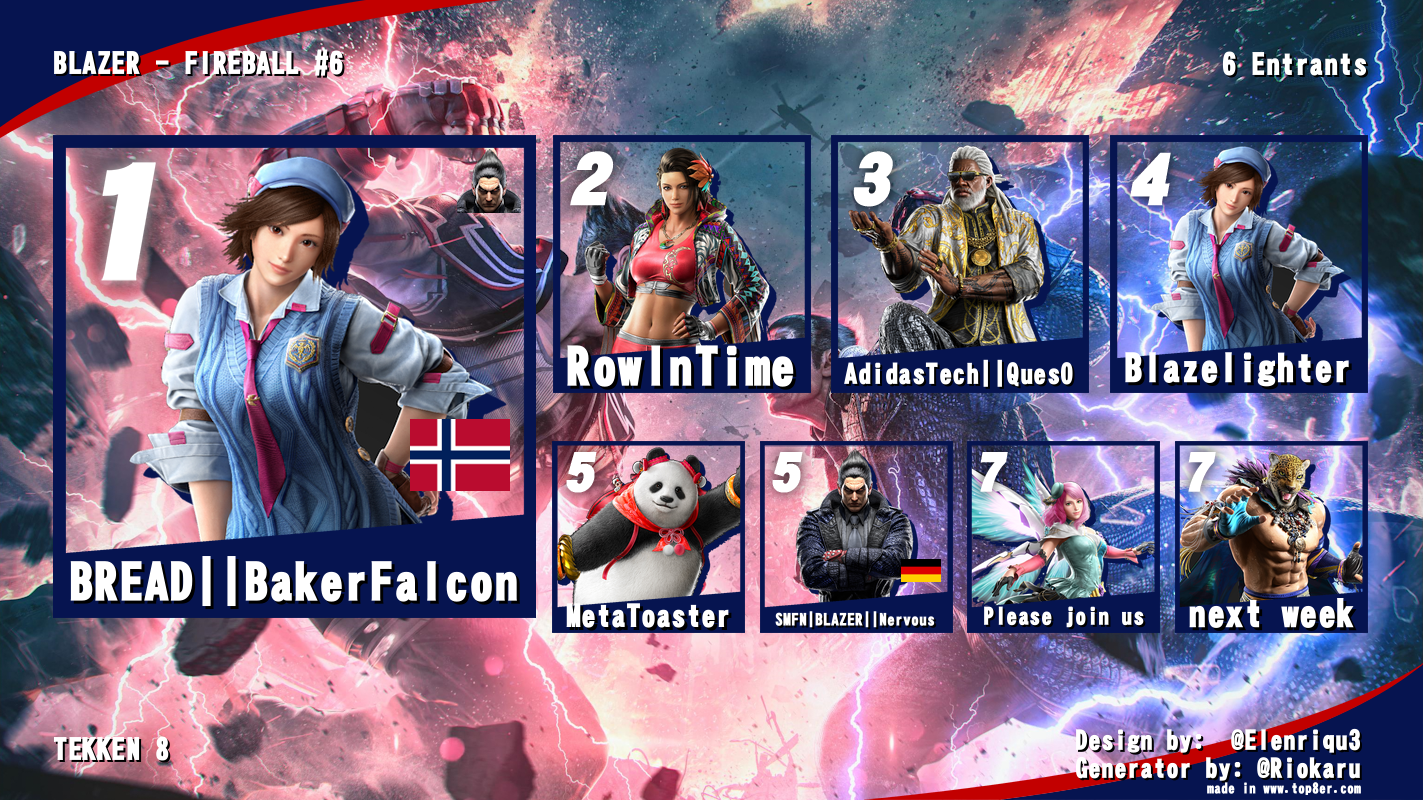 BLAZER - FIREBALL #6
6 Entrants
1
BREAD||BakerFalcon
2
RowInTime
3
AdidasTech||Ques0
4
Blazelighter
5
MetaToaster
5
SMFN|BLAZER||Nervous
7
Please join us
7
next week
TEKKEN 8
Design by: @Elenriqu3
Generator by: @Riokaru
made in www.top8er.com